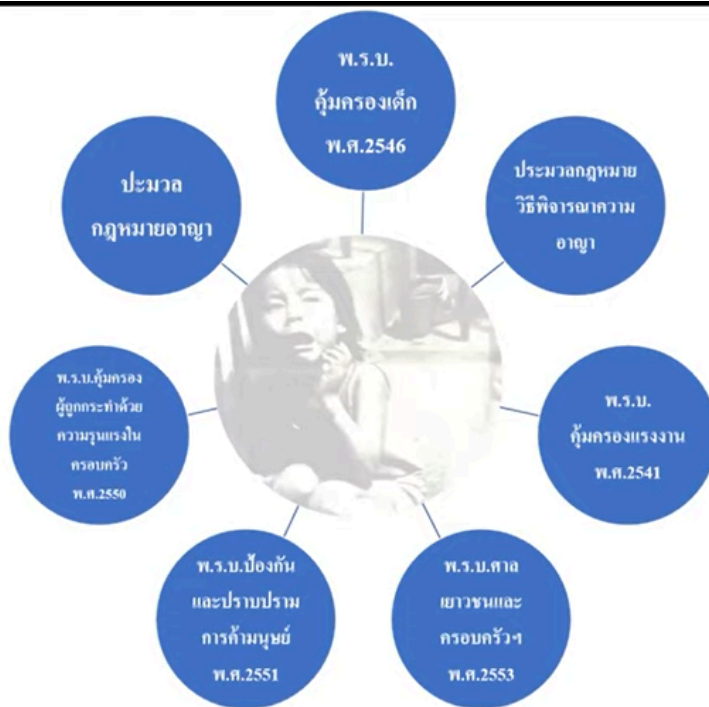 พ.ร.บ.
คุ้มครองเด็ก
พ.ศ.2546
ประมวลกฎหมาย
วิธีพิจารณาความ
อาญา
พ.ร.บ.
คุ้มครองแรงงาน
พ.ศ.2541
พ.ร.บ.ศาล
เยาวชนและ
ครอบครัวฯ
พ.ศ.2553
พ.ร.บ.ป้องกัน
และปราบปราม
การค้ามนุษย์
พ.ศ.2551
พ.ร.บ.คุ้มครอง
ผู้ถูกกระทำด้วย
ความรุนแรงใน
ครอบครัว
พ.ศ.2550
ปะมวล
กฎหมายอาญา